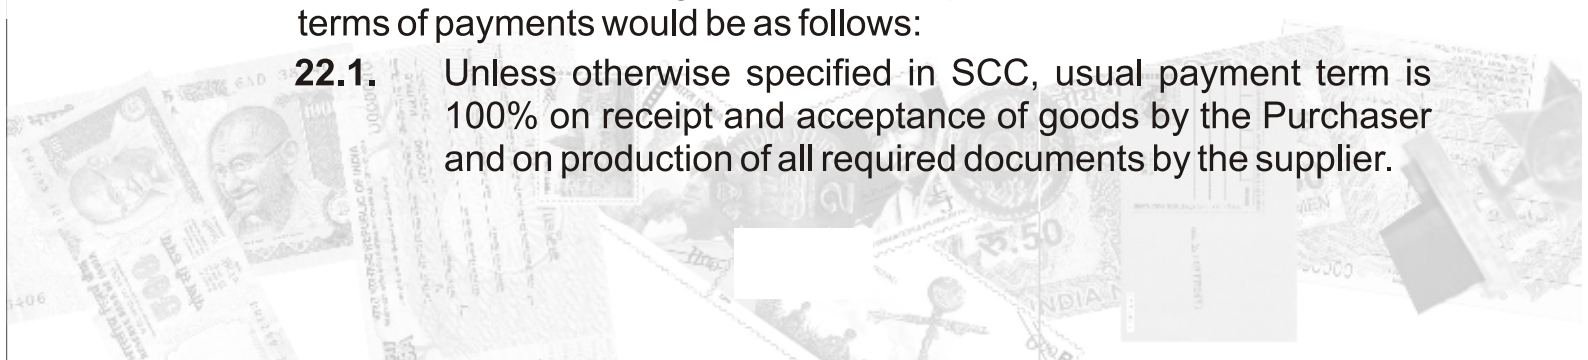 terms of payments would be as follows:
22.1. Unless otherwise specified in SCC, usual payment term is
100% on receipt and acceptance of goods by the Purchaser
and on production of all required documents by the supplier.